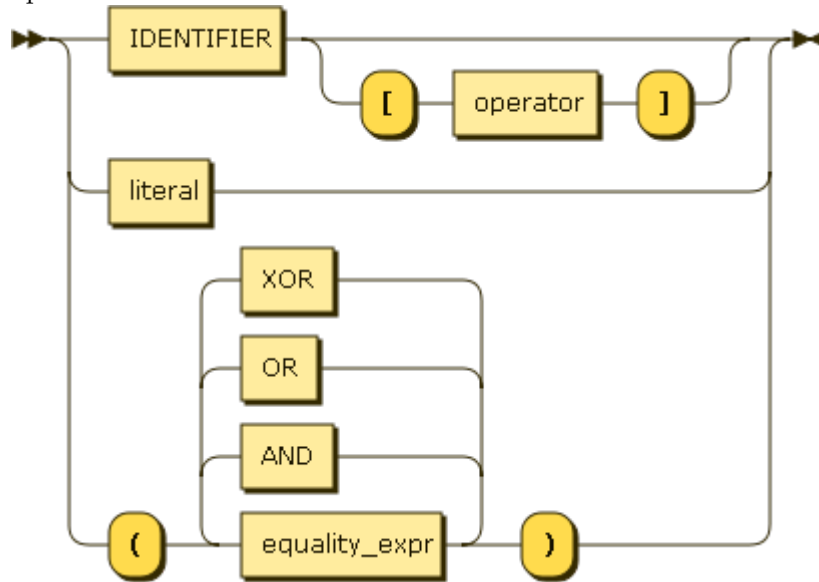 IDENTIFIER
[ operator ]
literal
XOR
OR
AND
( equality_expr )